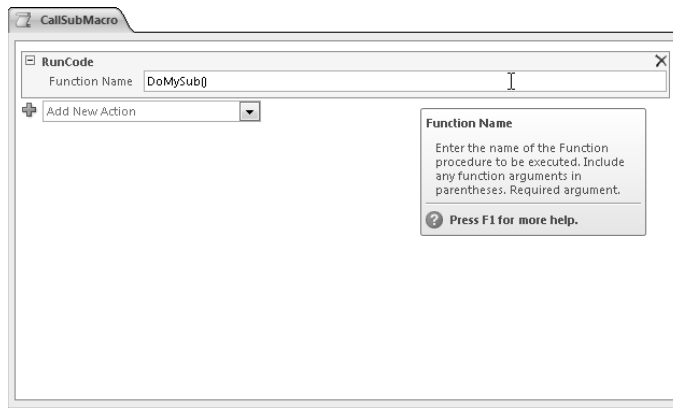 CallSubMacro
RunCode
Function Name DoMySub()
Add New Action
Function Name
Enter the name of the Function
procedure to be executed. Include
any function arguments in
parentheses. Required argument.
Press F1 for more help.